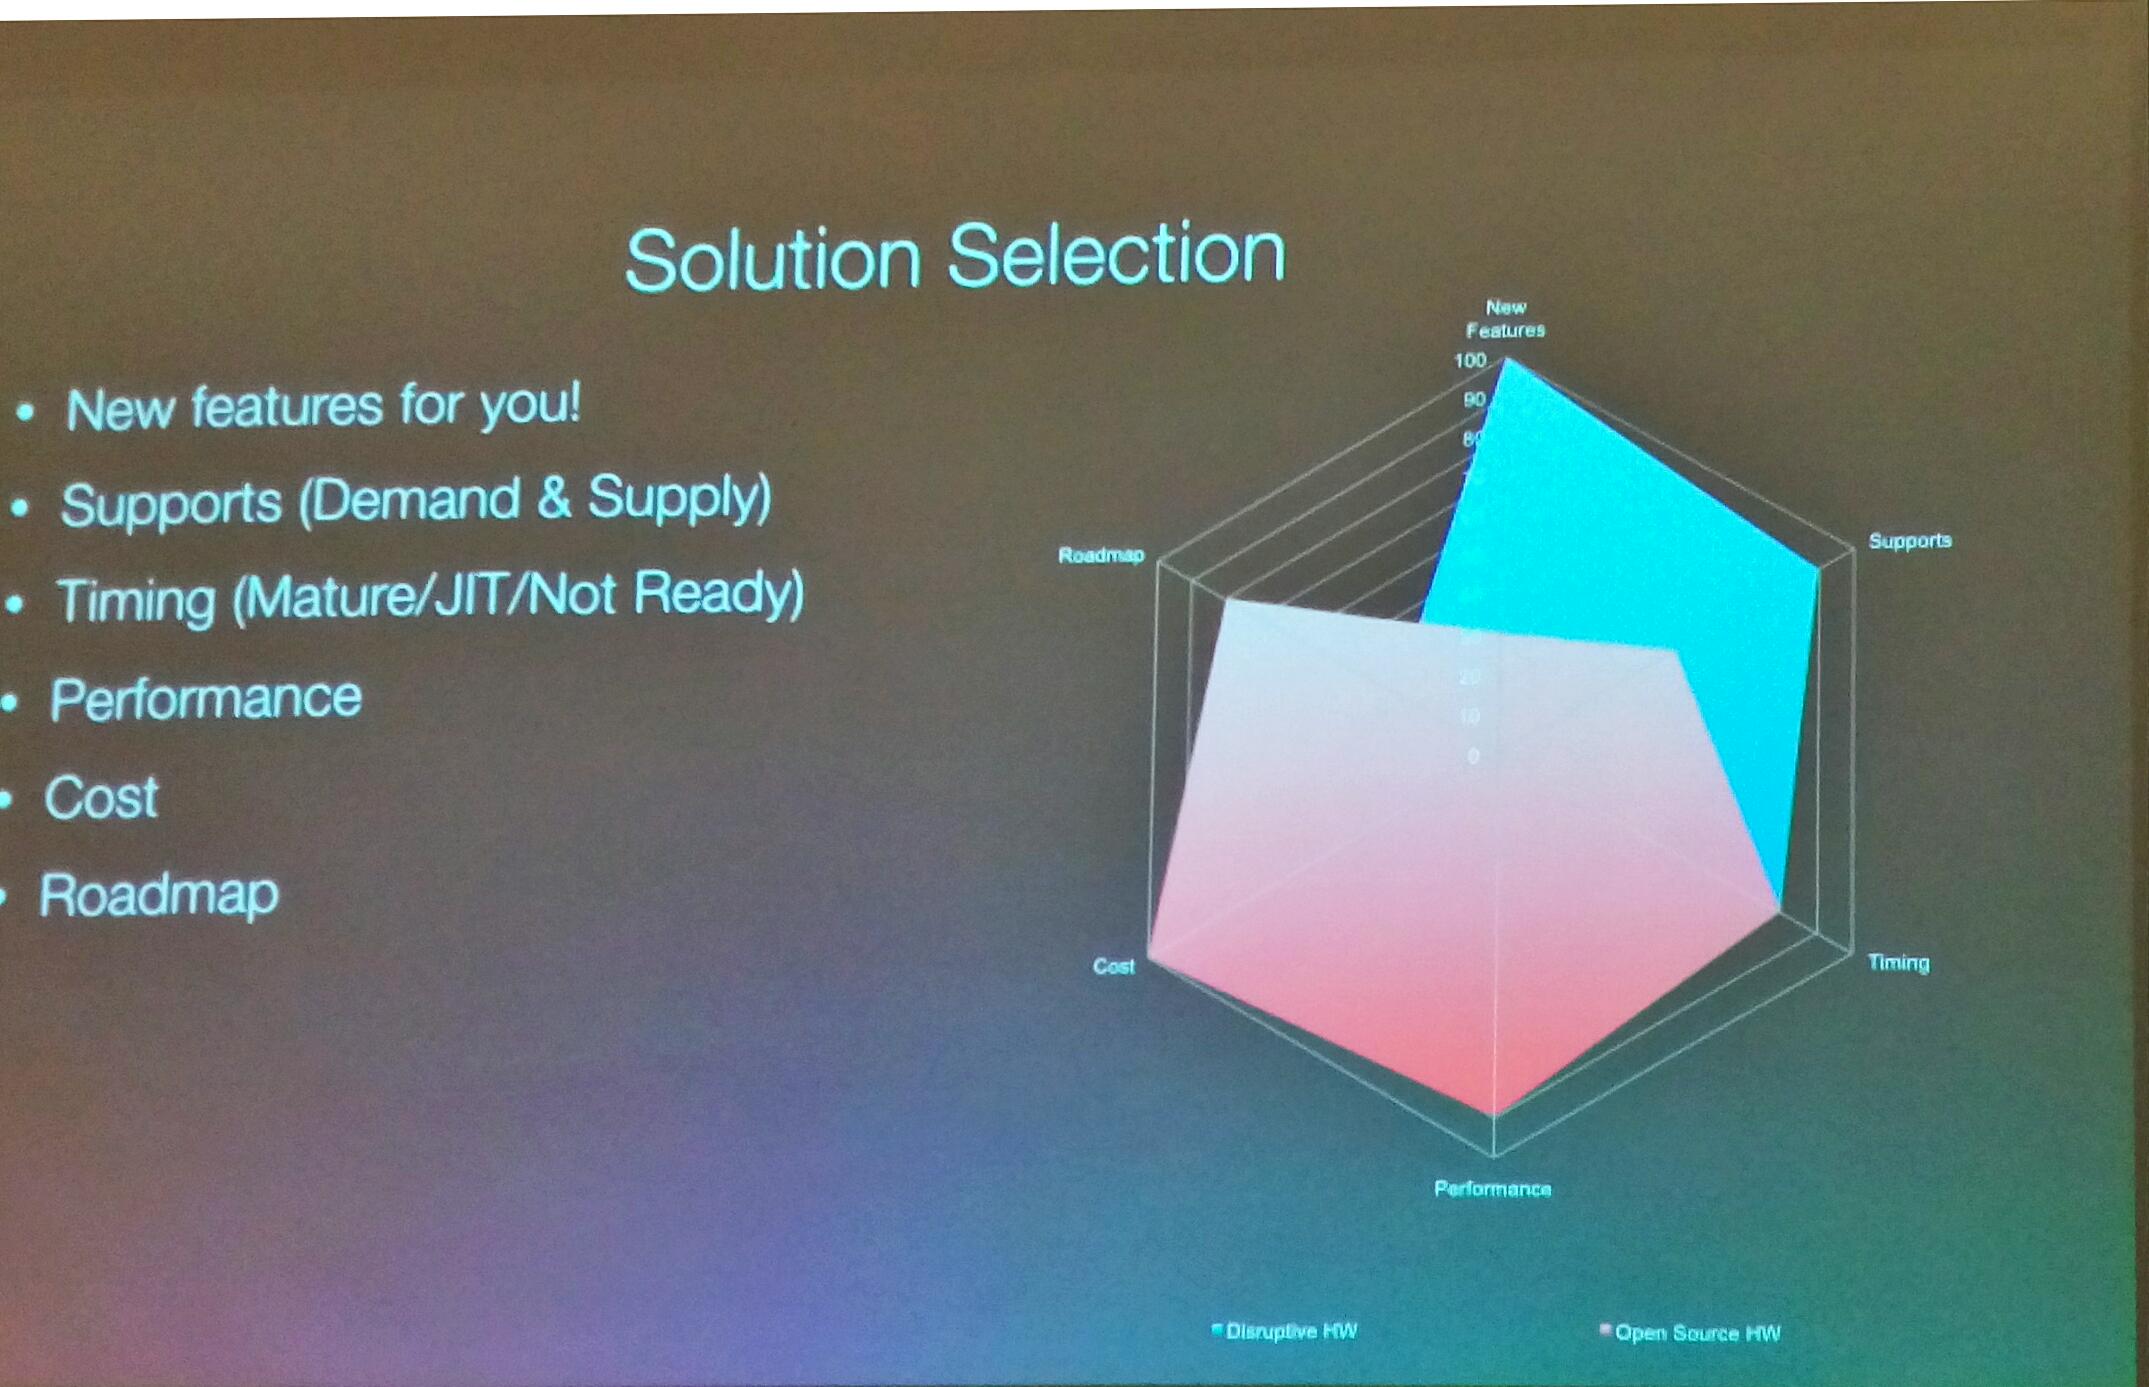 Solution Selection
• New features for you!
• Supports (Demand & Supply)
• Timing (Mature/JIT/Not Ready)
• Performance
• Cost
• Roadmap
New
Features
100
90
80
20
10
0
Roadmap
Supports
Cost
Timing
Performance
Disruptive HW
Open Source HW